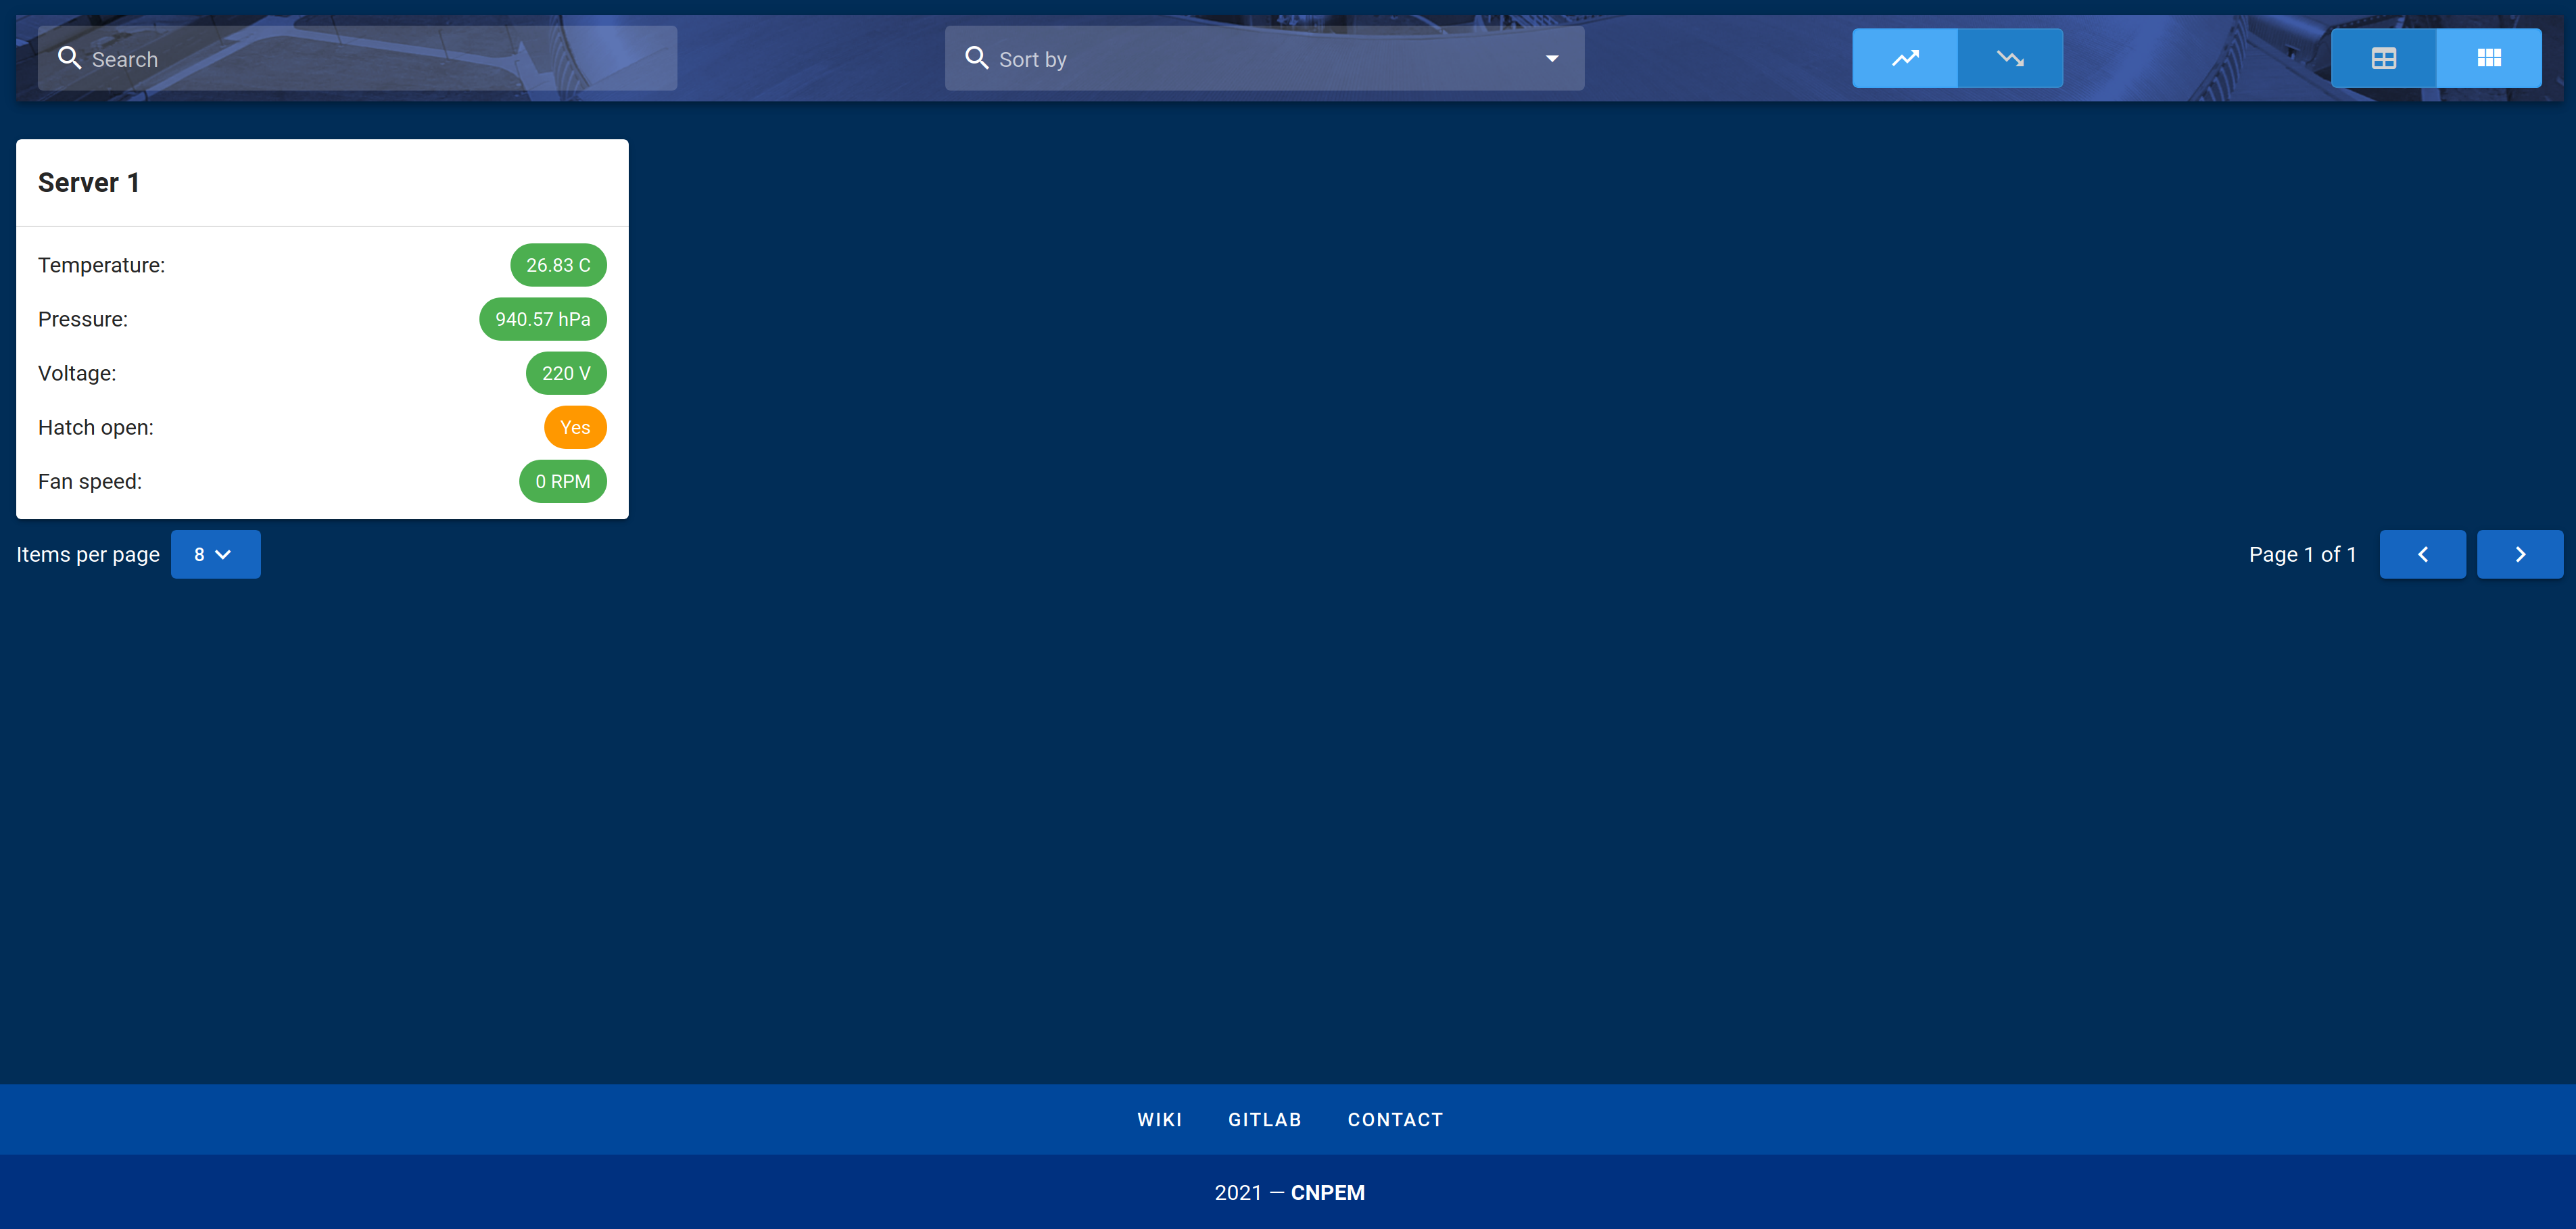 Search
Sort by
Server 1
Temperature: 26.83 C
Pressure: 940.57 hPa
Voltage: 220 V
Hatch open: Yes
Fan speed: 0 RPM
Items per page 8
Page 1 of 1
WIKI GITLAB CONTACT
2021 — CNPEM